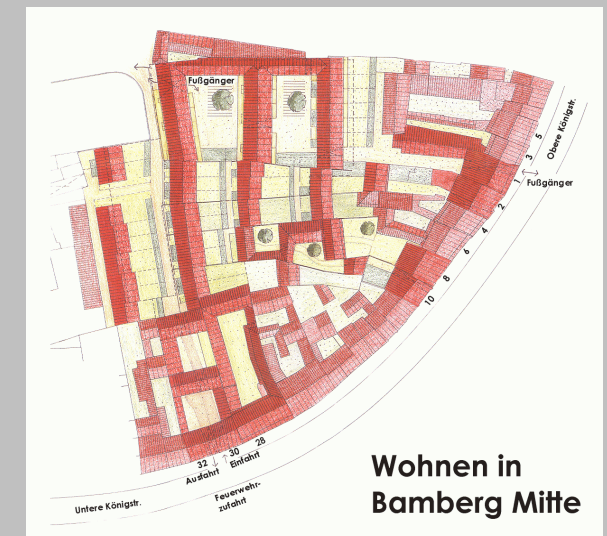 Fußgänger
Obere Königstr.
5
3
1
Fußgänger
2
4
6
8
10
28
30
32
Einfahrt
Ausfahrt
Feuerwehr-
zufahrt
Untere Königstr.
Wohnen in
Bamberg Mitte